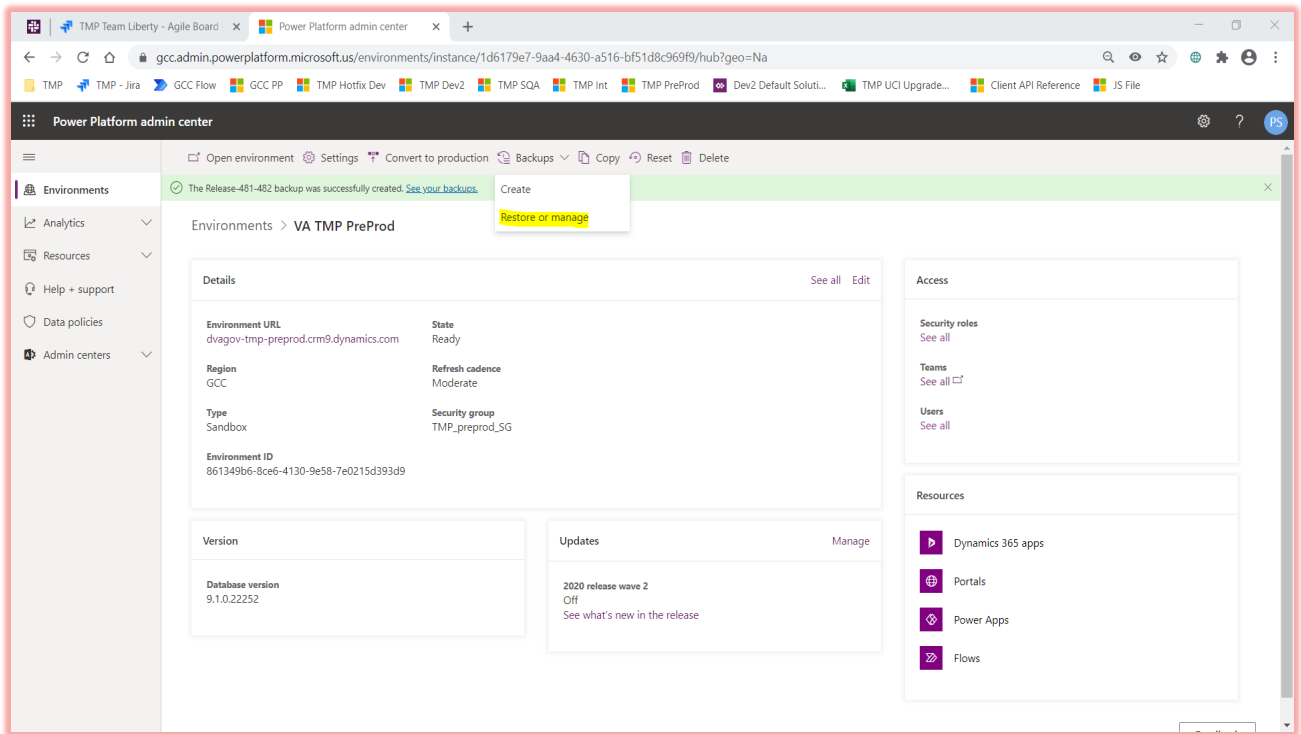 TMP Team Liberty - Agile Board
Power Platform admin center
gcc.admin.powerplatform.microsoft.us/environments/instance/1d6179e7-9aa4-4630-a516-bf51d8c969f9/hub?geo=Na
TMP TMP - Jira GCC Flow GCC PP TMP Hotfix Dev TMP Dev2 TMP SQA TMP Int TMP PreProd Dev2 Default Soluti... TMP UCI Upgrade... Client API Reference JS File
Power Platform admin center
? PS
Open environment Settings Convert to production Backups Copy Reset Delete
Environments
Analytics
Resources
Help + support
Data policies
Admin centers
The Release-481-482 backup was successfully created. See your backups.
Create
Restore or manage
Environments > VA TMP PreProd
Details
See all Edit
Environment URL
dvagov-tmp-preprod.crm9.dynamics.com
State
Ready
Region
GCC
Refresh cadence
Moderate
Type
Sandbox
Security group
TMP_preprod_SG
Environment ID
861349b6-8ce6-4130-9e58-7e0215d393d9
Access
Security roles
See all
Teams
See all
Users
See all
Version
Database version
9.1.0.22252
Updates
Manage
2020 release wave 2
Off
See what's new in the release
Resources
Dynamics 365 apps
Portals
Power Apps
Flows